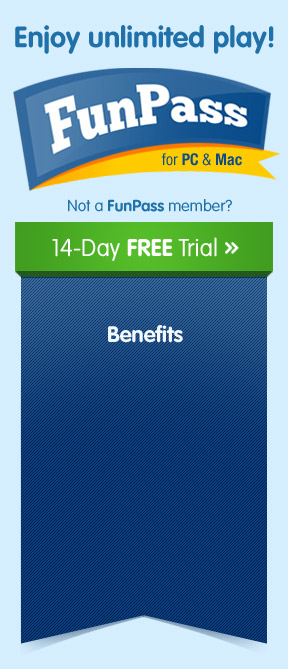 Enjoy unlimited play!
FunPass
for PC & Mac
Not a FunPass member?
14-Day FREE Trial »
Benefits